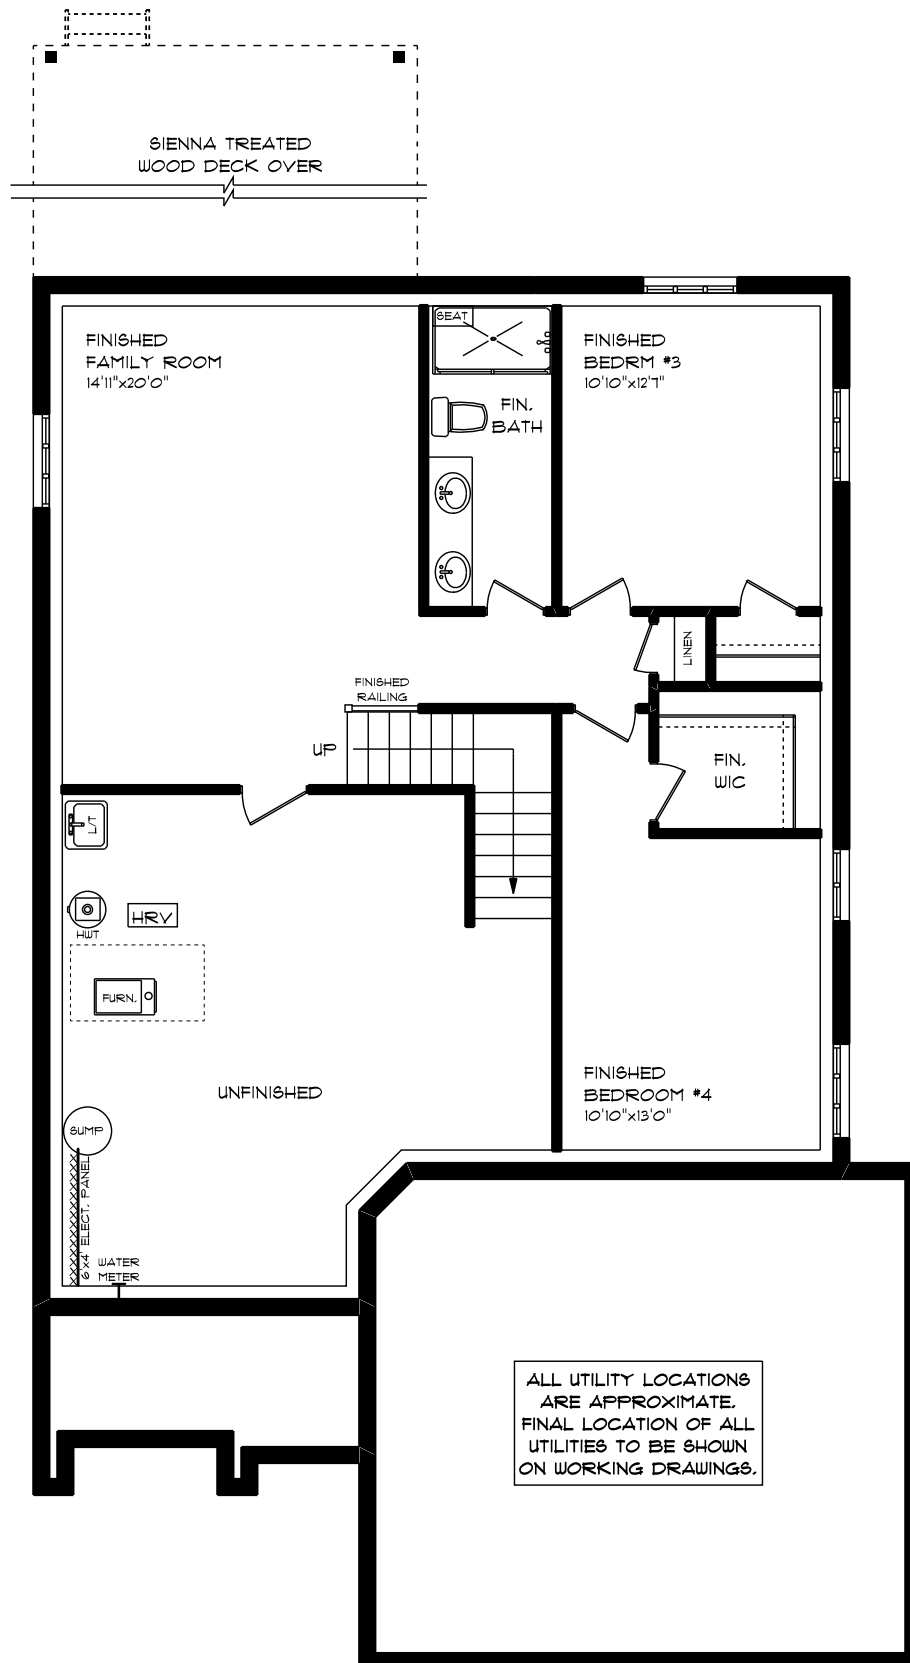 SIENNA TREATED
WOOD DECK OVER
FINISHED
FAMILY ROOM
14'11"x20'0"
SEAT
FIN.
BATH
FINISHED
BEDRM #3
10'10"x12'7"
LINEN
FINISHED
RAILING
UP
FIN.
WIC
L/T
HWT
HRV
FURN.
UNFINISHED
FINISHED
BEDROOM #4
10'10"x13'0"
SUMP
6'x4' ELECT. PANEL
WATER
METER
ALL UTILITY LOCATIONS
ARE APPROXIMATE.
FINAL LOCATION OF ALL
UTILITIES TO BE SHOWN
ON WORKING DRAWINGS.